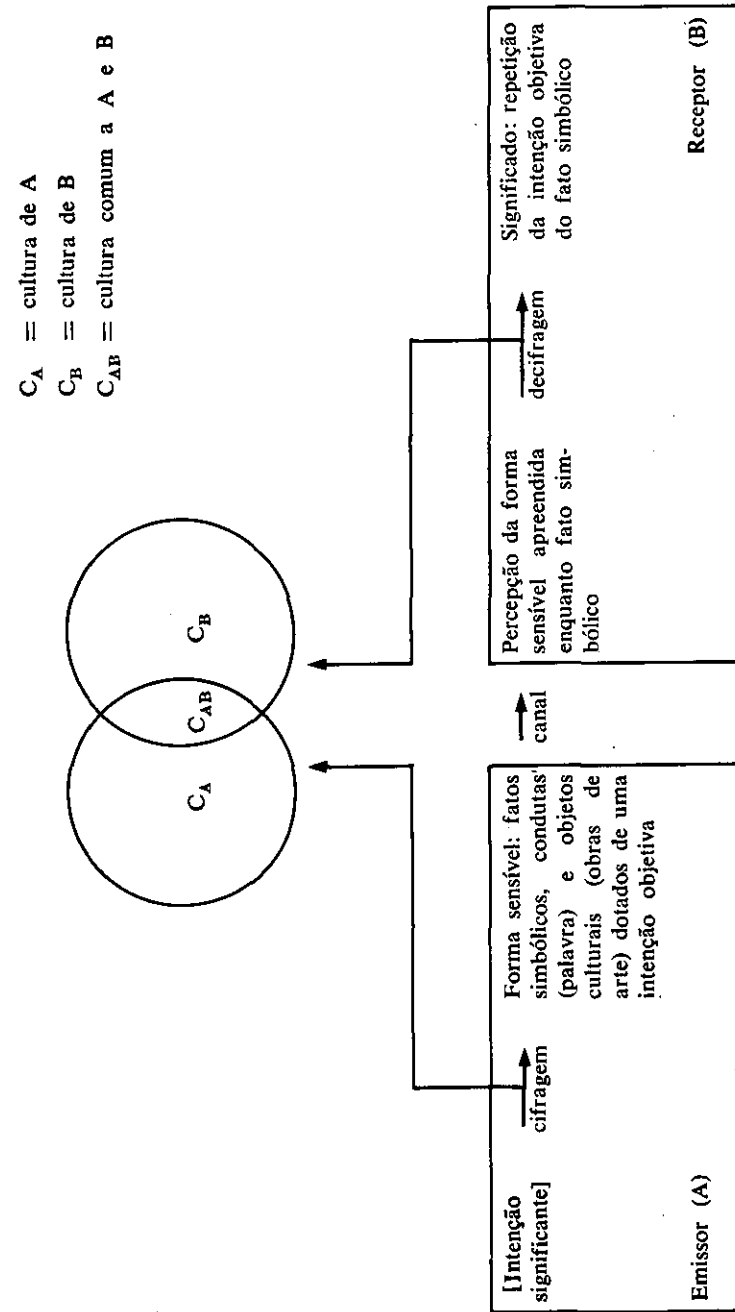 C_A = cultura de A
C_B = cultura de B
C_AB = cultura comum a A e B
C_A
C_AB
C_B
[Intenção
significante]
cifragem
Forma sensível: fatos
simbólicos, condutas'
(palavra) e objetos
culturais (obras de
arte) dotados de uma
intenção objetiva
Emissor (A)
canal
Percepção da forma
sensível apreendida
enquanto fato sim-
bólico
decifragem
Significado: repetição
da intenção objetiva
do fato simbólico
Receptor (B)